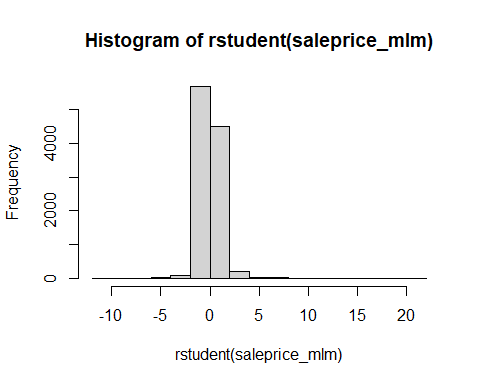 Histogram of rstudent(saleprice_mlm)
Frequency
4000
2000
0
-10 -5 0 5 10 15 20
rstudent(saleprice_mlm)